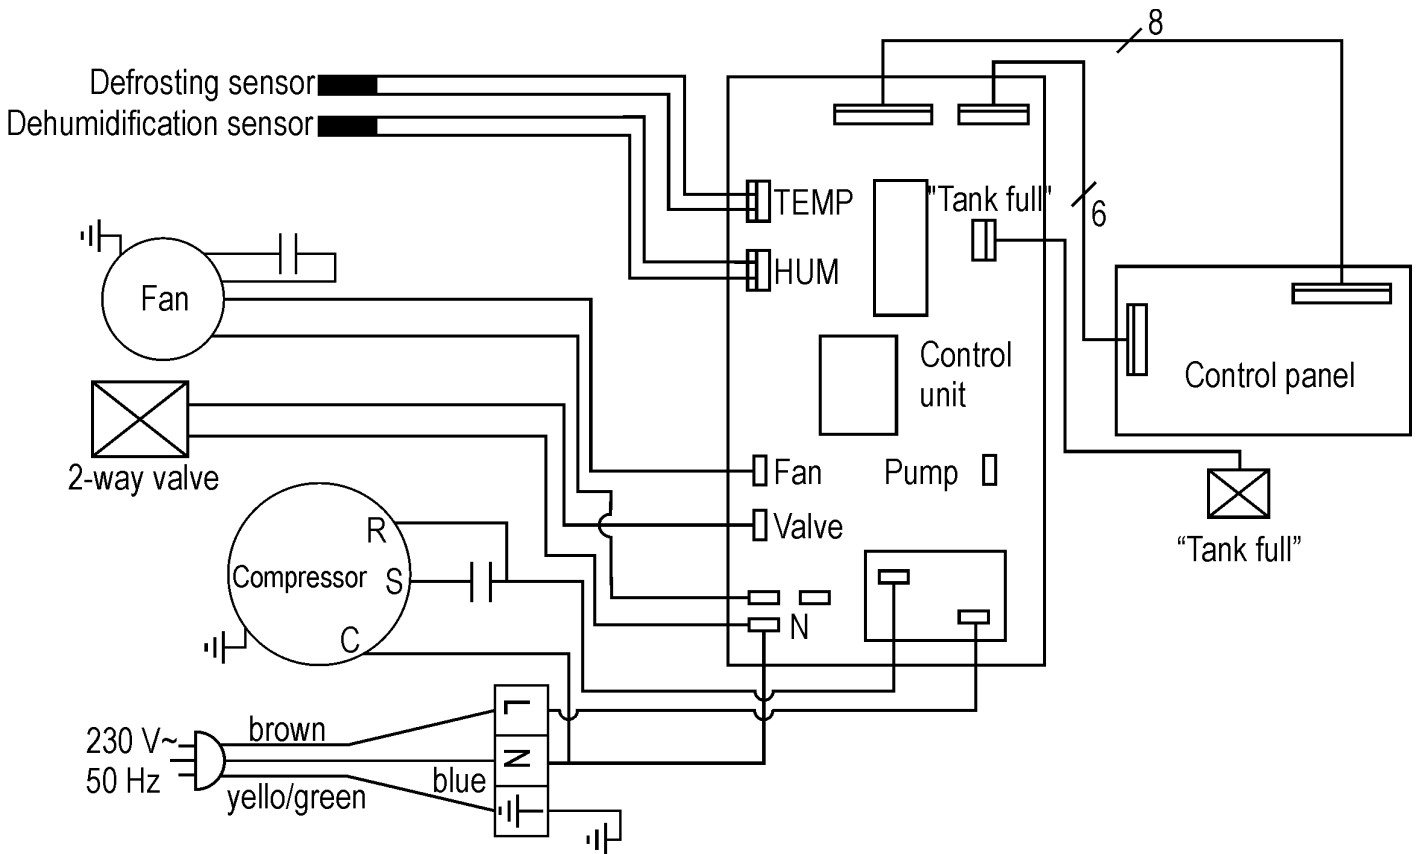 8
Defrosting sensor
Dehumidification sensor
TEMP
"Tank full"
6
HUM
Fan
Control
unit
Control panel
2-way valve
Fan
Pump
Valve
“Tank full”
R
Compressor
S
C
N
L
brown
230 V~
N
50 Hz
blue
yello/green